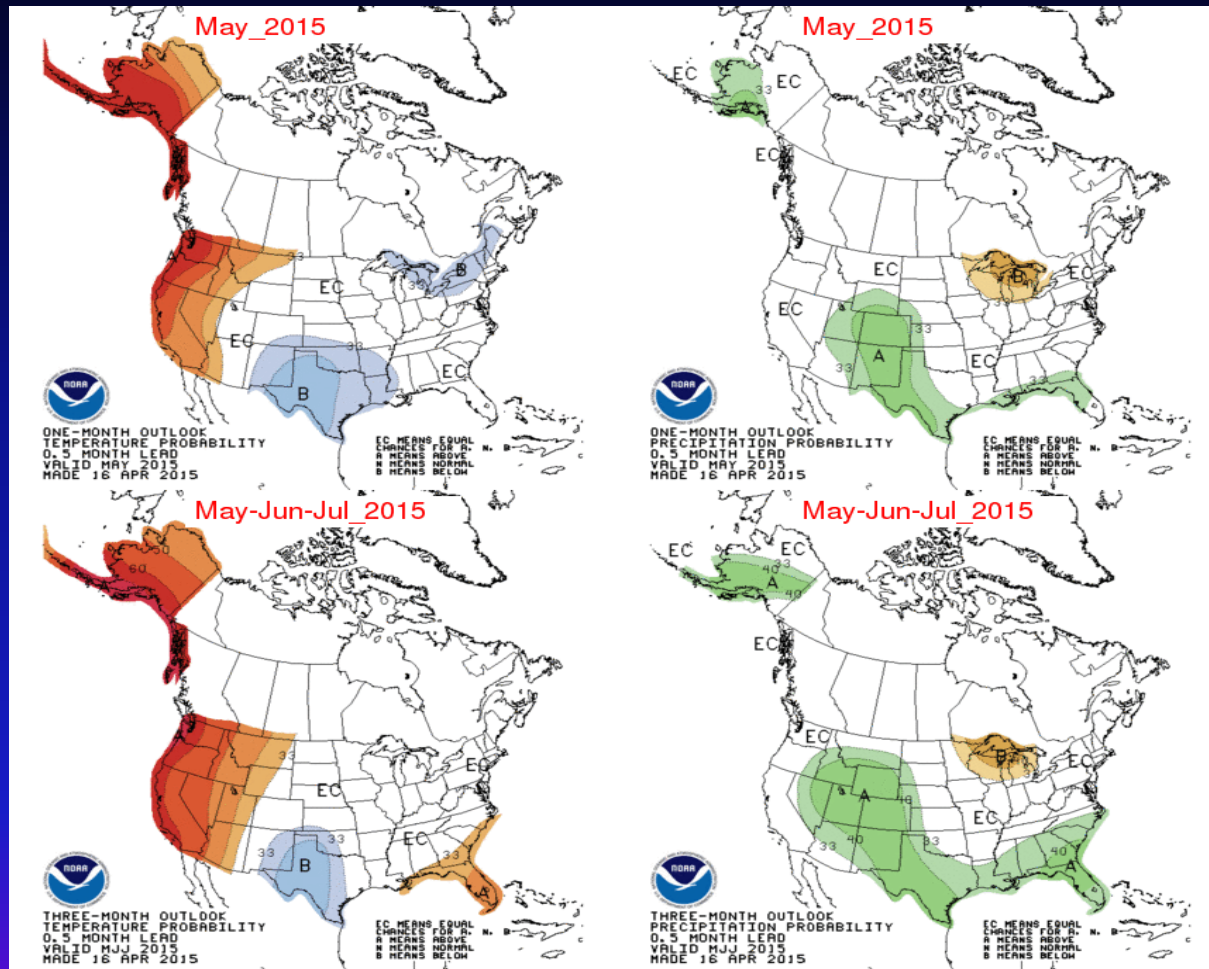 May_2015
A
A
33
EC
EC
33
B
33
B
EC
NOAA
ONE-MONTH OUTLOOK
TEMPERATURE PROBABILITY
0.5 MONTH LEAD
VALID MAY 2015
MADE 16 APR 2015
EC MEANS EQUAL
CHANCES FOR A, N, B
A MEANS ABOVE
N MEANS NORMAL
B MEANS BELOW
May_2015
EC
EC
33
A
EC
EC
B
EC
EC
33
33
A
EC
33
33
NOAA
ONE-MONTH OUTLOOK
PRECIPITATION PROBABILITY
0.5 MONTH LEAD
VALID MAY 2015
MADE 16 APR 2015
EC MEANS EQUAL
CHANCES FOR A, N, B
A MEANS ABOVE
N MEANS NORMAL
B MEANS BELOW
May-Jun-Jul_2015
50
60
A
33
EC
EC
33
EC
33
B
33
A
NOAA
THREE-MONTH OUTLOOK
TEMPERATURE PROBABILITY
0.5 MONTH LEAD
VALID MJJ 2015
MADE 16 APR 2015
EC MEANS EQUAL
CHANCES FOR A, N, B
A MEANS ABOVE
N MEANS NORMAL
B MEANS BELOW
May-Jun-Jul_2015
EC
EC
33
40
A
40
EC
EC
B
33
EC
A
40
EC
33
40
33
40
A
NOAA
THREE-MONTH OUTLOOK
PRECIPITATION PROBABILITY
0.5 MONTH LEAD
VALID MJJ 2015
MADE 16 APR 2015
EC MEANS EQUAL
CHANCES FOR A, N, B
A MEANS ABOVE
N MEANS NORMAL
B MEANS BELOW